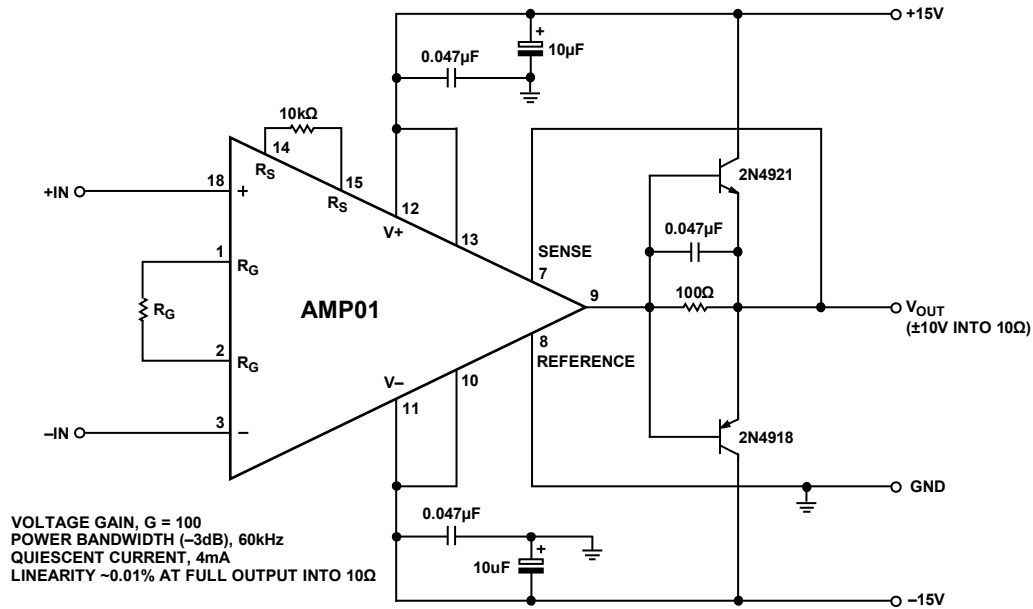 +15V
+
10µF
0.047µF
10kΩ
14
RS
15
RS
18
+IN
+
12
V+
13
2N4921
0.047µF
SENSE
7
1
RG
RG
AMP01
9
100Ω
VOUT
(±10V INTO 10Ω)
2
RG
8
REFERENCE
V–
10
11
–IN
3
–
2N4918
GND
0.047µF
+
10uF
VOLTAGE GAIN, G = 100
POWER BANDWIDTH (–3dB), 60kHz
QUIESCENT CURRENT, 4mA
LINEARITY ~0.01% AT FULL OUTPUT INTO 10Ω
–15V